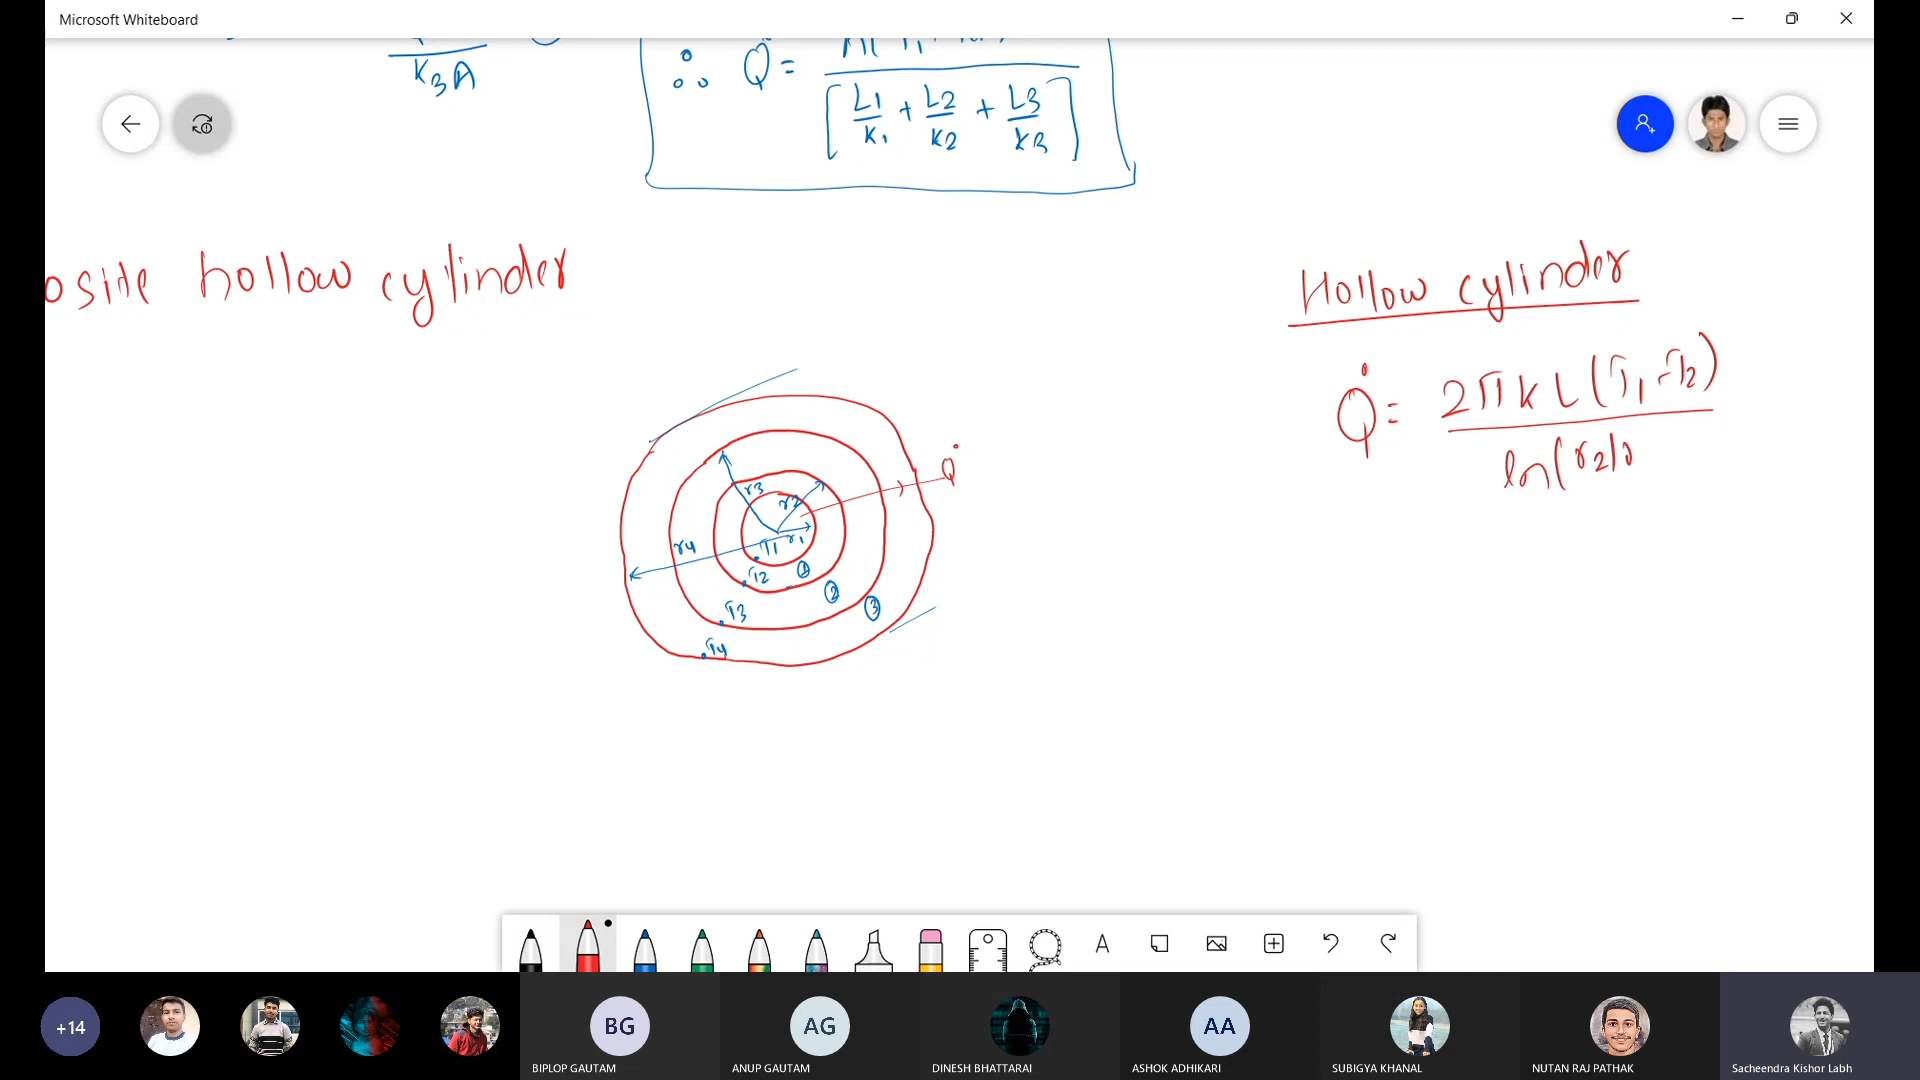 Microsoft Whiteboard
K3A
∴ Q̇ =
[L1/K1 + L2/K2 + L3/K3]
osite hollow cylinder
Hollow cylinder
Q̇ = 2πKL(T1-T2)
ln(r2/
Q̇
r3
r2
r4
T1 r1
T2 ①
②
T3 ③
T4
A
+14
BG
AG
AA
BIPLOP GAUTAM
ANUP GAUTAM
DINESH BHATTARAI
ASHOK ADHIKARI
SUBIGYA KHANAL
NUTAN RAJ PATHAK
Sacheendra Kishor Labh